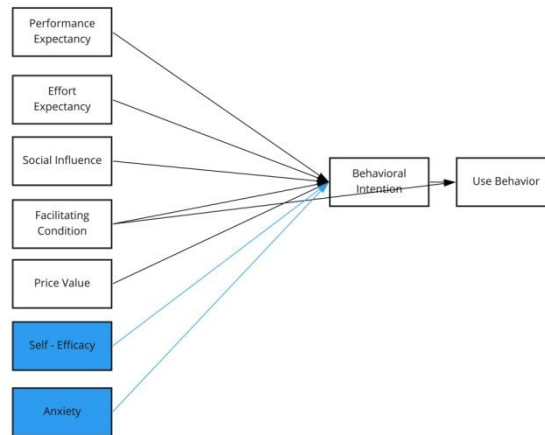 Performance
Expectancy
Effort
Expectancy
Social Influence
Facilitating
Condition
Price Value
Self - Efficacy
Anxiety
Behavioral
Intention
Use Behavior